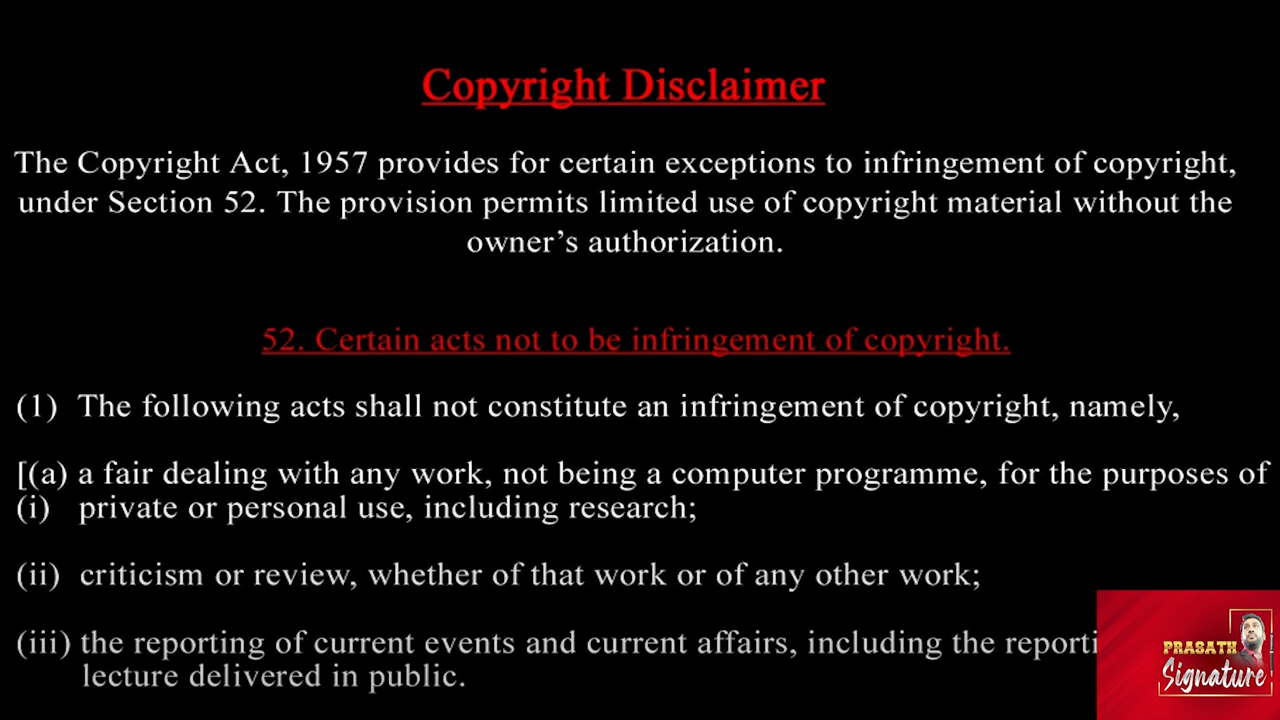 Copyright Disclaimer
The Copyright Act, 1957 provides for certain exceptions to infringement of copyright,
under Section 52. The provision permits limited use of copyright material without the
owner’s authorization.
52. Certain acts not to be infringement of copyright.
(1) The following acts shall not constitute an infringement of copyright, namely,
[(a) a fair dealing with any work, not being a computer programme, for the purposes of
(i) private or personal use, including research;
(ii) criticism or review, whether of that work or of any other work;
(iii) the reporting of current events and current affairs, including the
lecture delivered in public.
PRASATH
Signature